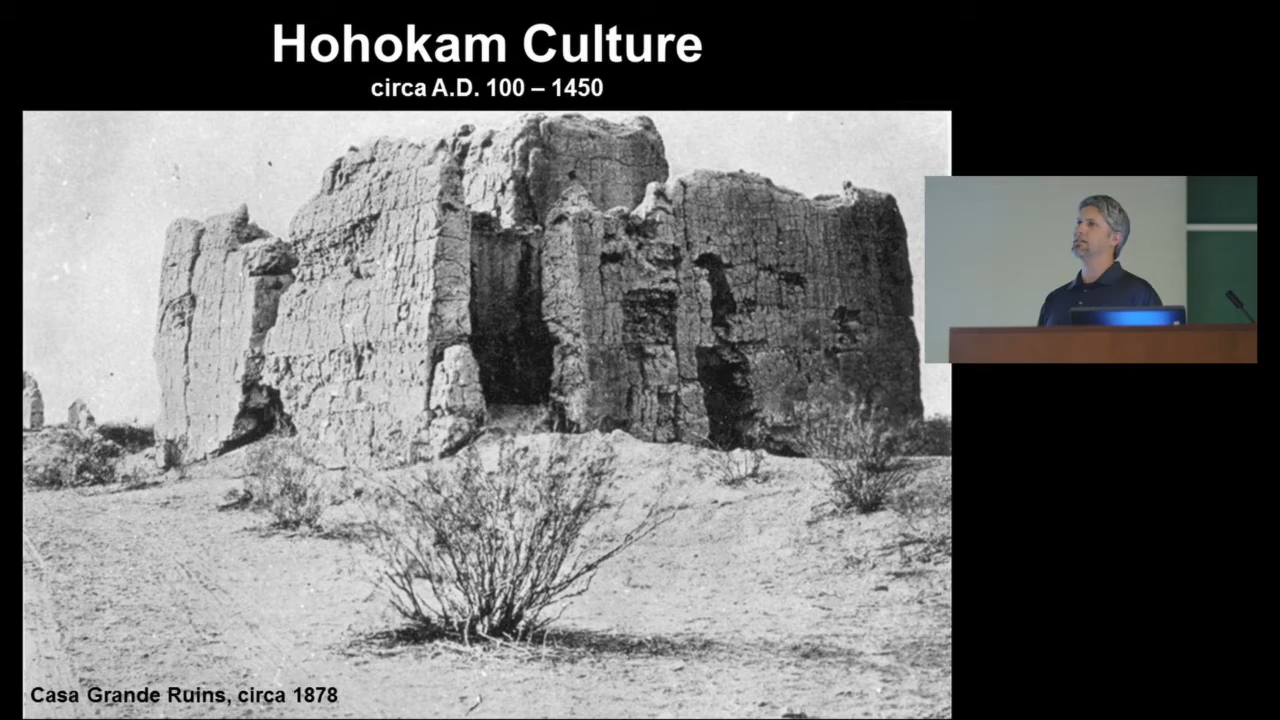 Hohokam Culture
circa A.D. 100 – 1450
Casa Grande Ruins, circa 1878